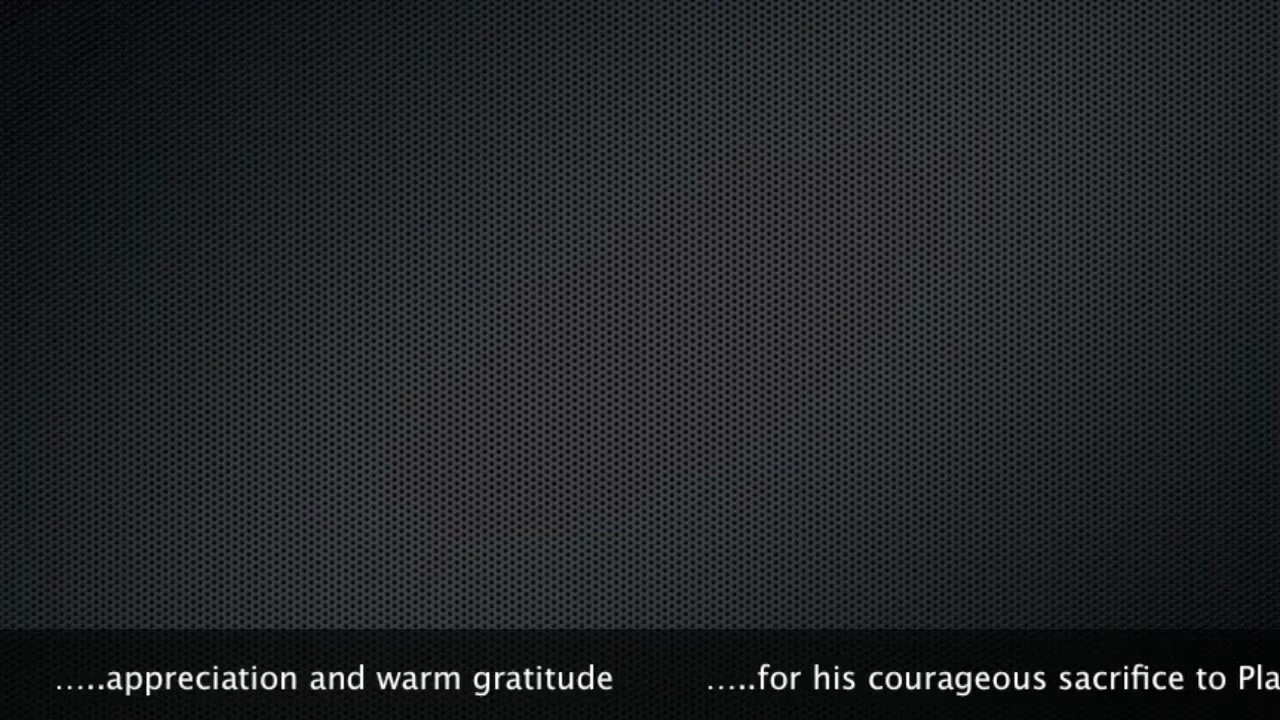 …..appreciation and warm gratitude …..for his courageous sacrifice to Pla